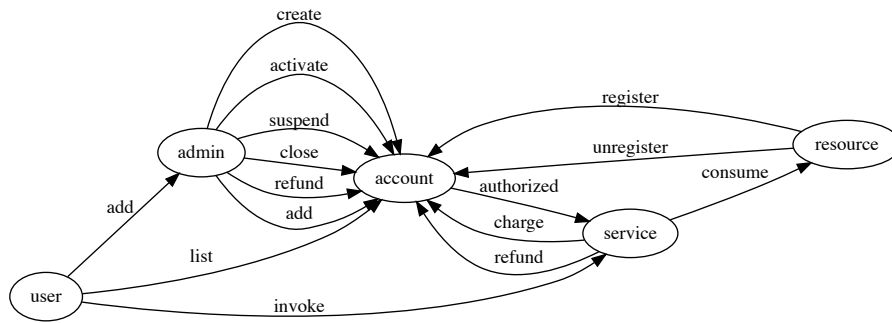 create
activate
suspend
close
refund
add
admin
add
user
list
invoke
account
authorized
charge
refund
service
register
unregister
consume
resource